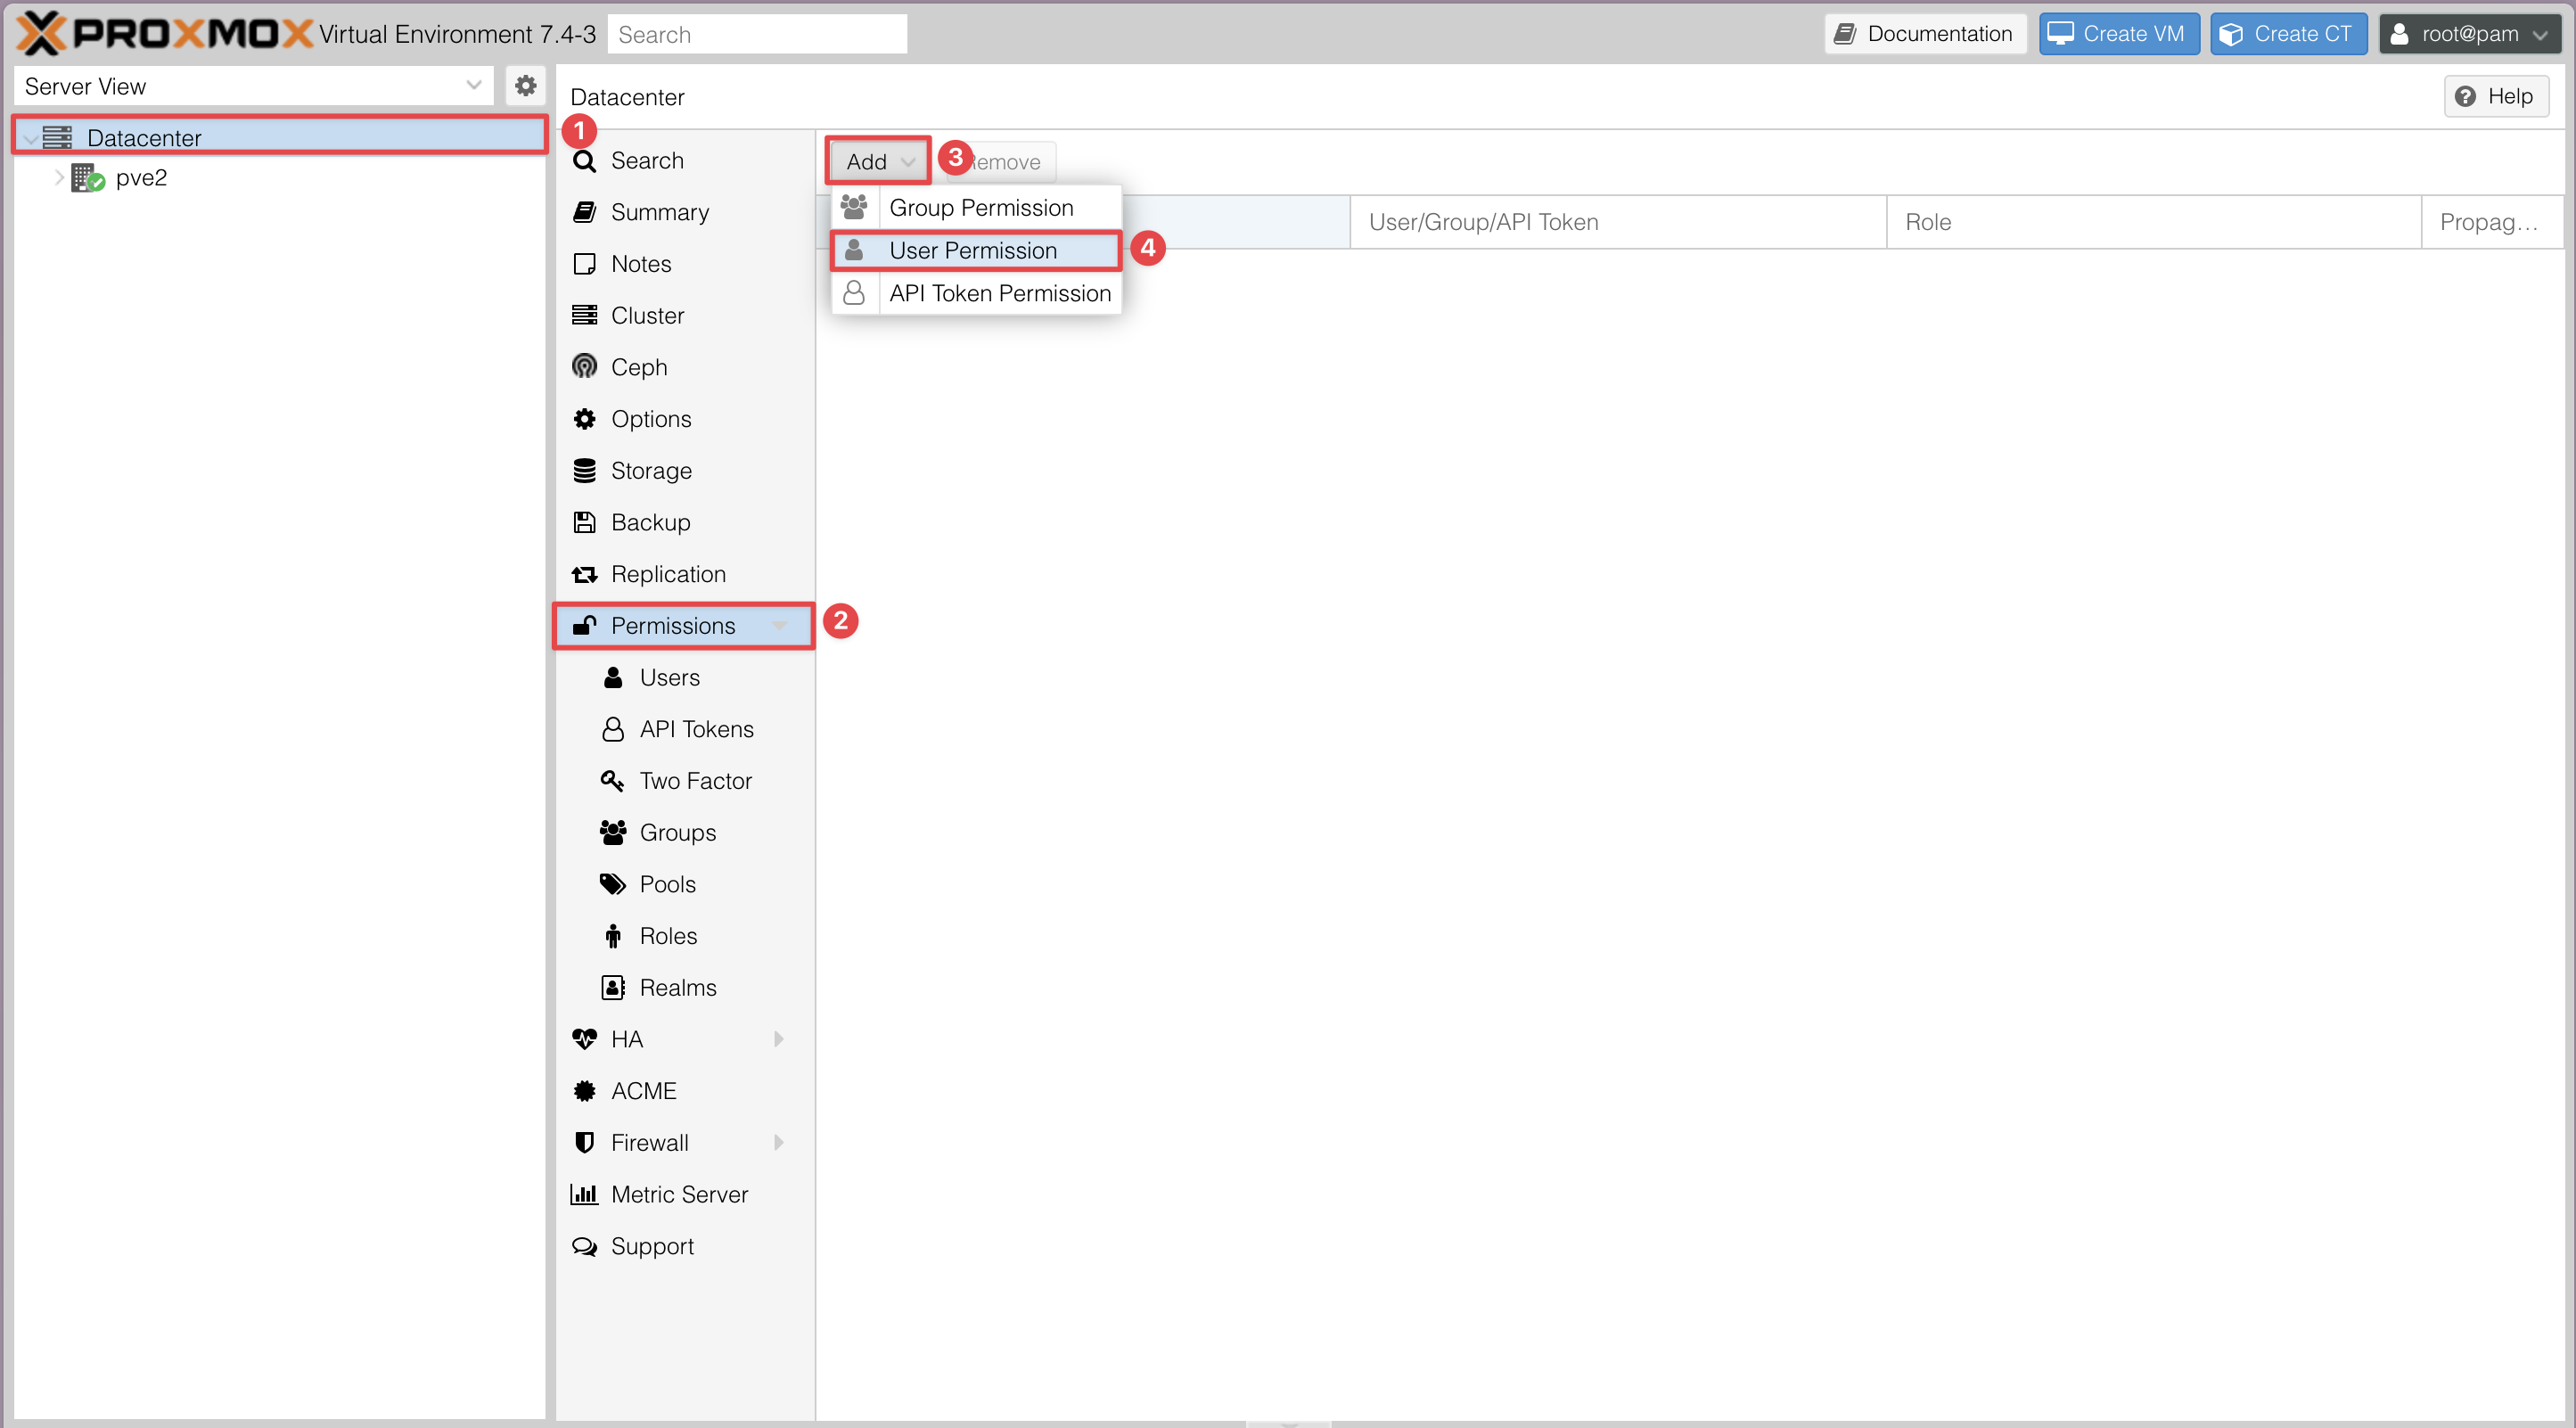 PROXMOX Virtual Environment 7.4-3 Search Documentation Create VM Create CT root@pam
Server View
Datacenter
pve2
Datacenter
Help
1
Search
Summary
Notes
Cluster
Ceph
Options
Storage
Backup
Replication
Permissions
2
Users
API Tokens
Two Factor
Groups
Pools
Roles
Realms
HA
ACME
Firewall
Metric Server
Support
Add
3
emove
Group Permission
User Permission
4
API Token Permission
User/Group/API Token
Role
Propag...